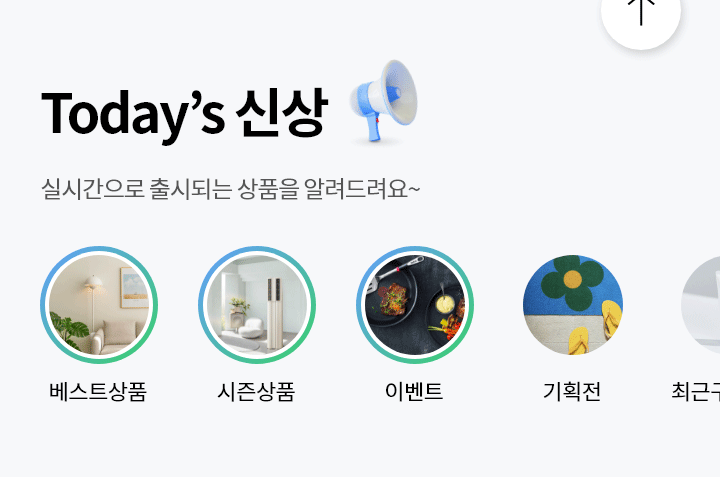 Today’s 신상
실시간으로 출시되는 상품을 알려드려요~
베스트상품
시즌상품
이벤트
기획전
최근